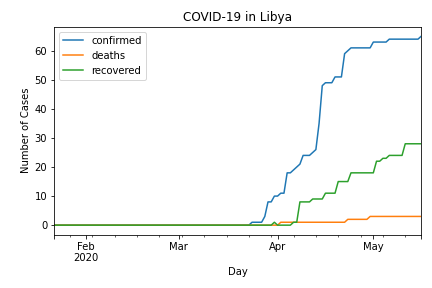 COVID-19 in Libya
confirmed
deaths
recovered
Number of Cases
60
50
40
30
20
10
0
Feb
2020
Mar
Apr
May
Day